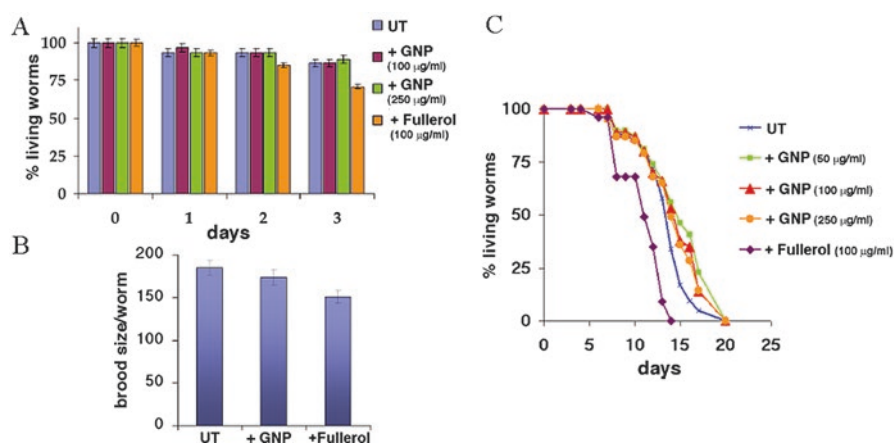 A
% living worms
100
75
50
25
0
0 1 2 3
days
UT
+ GNP
(100 µg/ml)
+ GNP
(250 µg/ml)
+ Fullerol
(100 µg/ml)
B
brood size/worm
200
150
100
50
0
UT + GNP +Fullerol
C
% living worms
100
75
50
25
0
0 5 10 15 20 25
days
UT
+ GNP (50 µg/ml)
+ GNP (100 µg/ml)
+ GNP (250 µg/ml)
+ Fullerol (100 µg/ml)